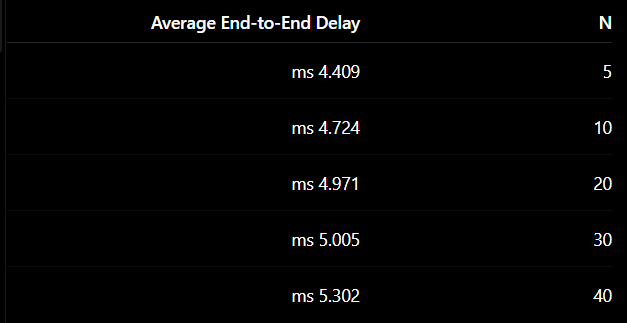 Average End-to-End Delay N
ms 4.409 5
ms 4.724 10
ms 4.971 20
ms 5.005 30
ms 5.302 40